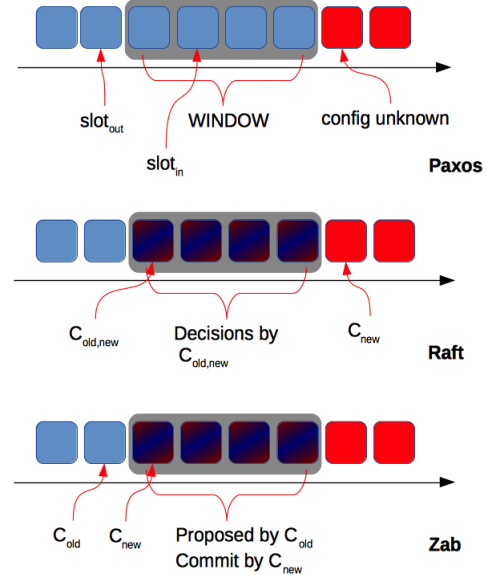 slot_out
WINDOW
config unknown
slot_in
Paxos
C_old,new
Decisions by
C_old,new
C_new
Raft
C_old
C_new
Proposed by C_old
Commit by C_new
Zab